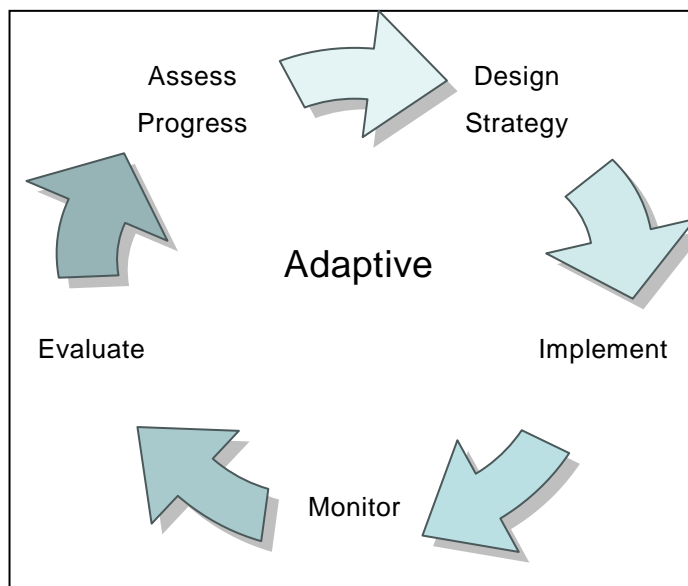 Assess
Progress
Design
Strategy
Adaptive
Evaluate
Implement
Monitor